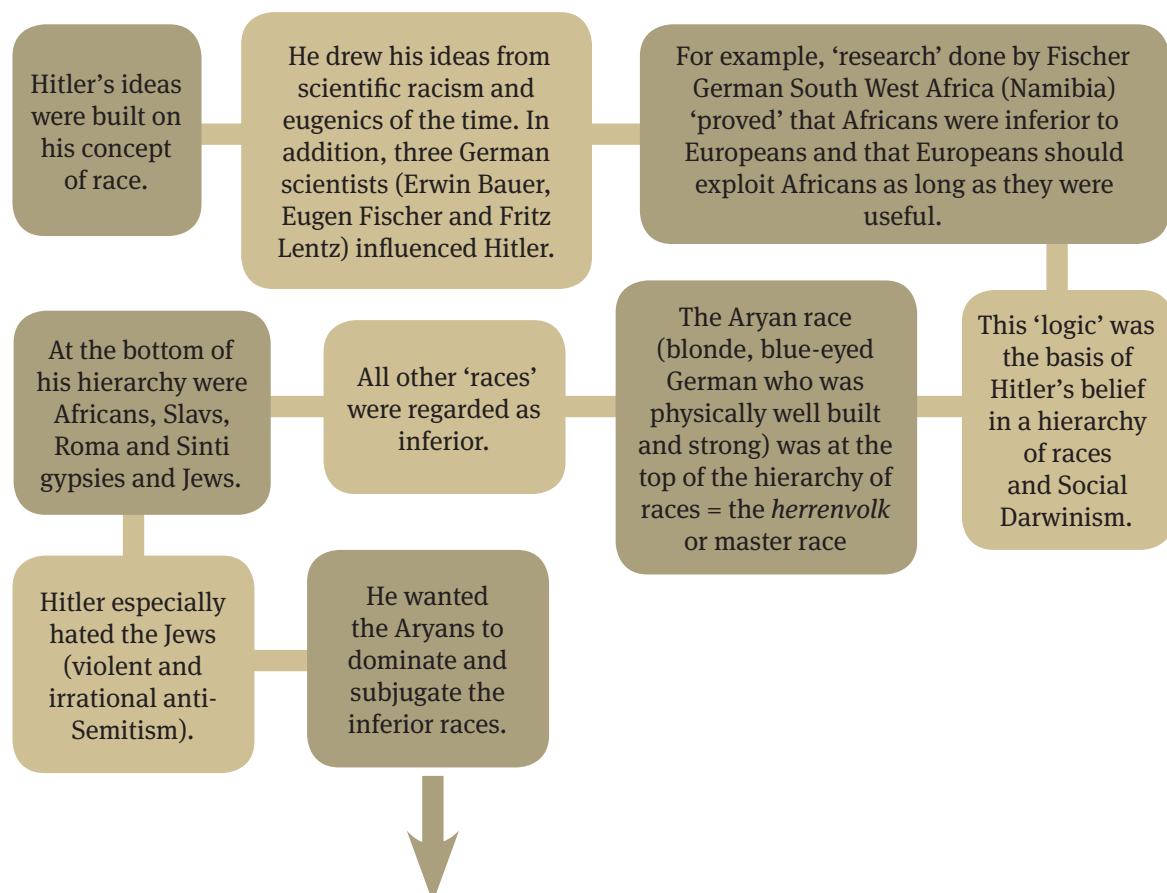 Hitler’s ideas
were built on
his concept
of race.
He drew his ideas from
scientific racism and
eugenics of the time. In
addition, three German
scientists (Erwin Bauer,
Eugen Fischer and Fritz
Lentz) influenced Hitler.
For example, ‘research’ done by Fischer
German South West Africa (Namibia)
‘proved’ that Africans were inferior to
Europeans and that Europeans should
exploit Africans as long as they were
useful.
This ‘logic’ was
the basis of
Hitler’s belief
in a hierarchy
of races
and Social
Darwinism.
The Aryan race
(blonde, blue-eyed
German who was
physically well built
and strong) was at the
top of the hierarchy of
races = the herrenvolk
or master race
All other ‘races’
were regarded as
inferior.
At the bottom of
his hierarchy were
Africans, Slavs,
Roma and Sinti
gypsies and Jews.
Hitler especially
hated the Jews
(violent and
irrational anti-
Semitism).
He wanted
the Aryans to
dominate and
subjugate the
inferior races.